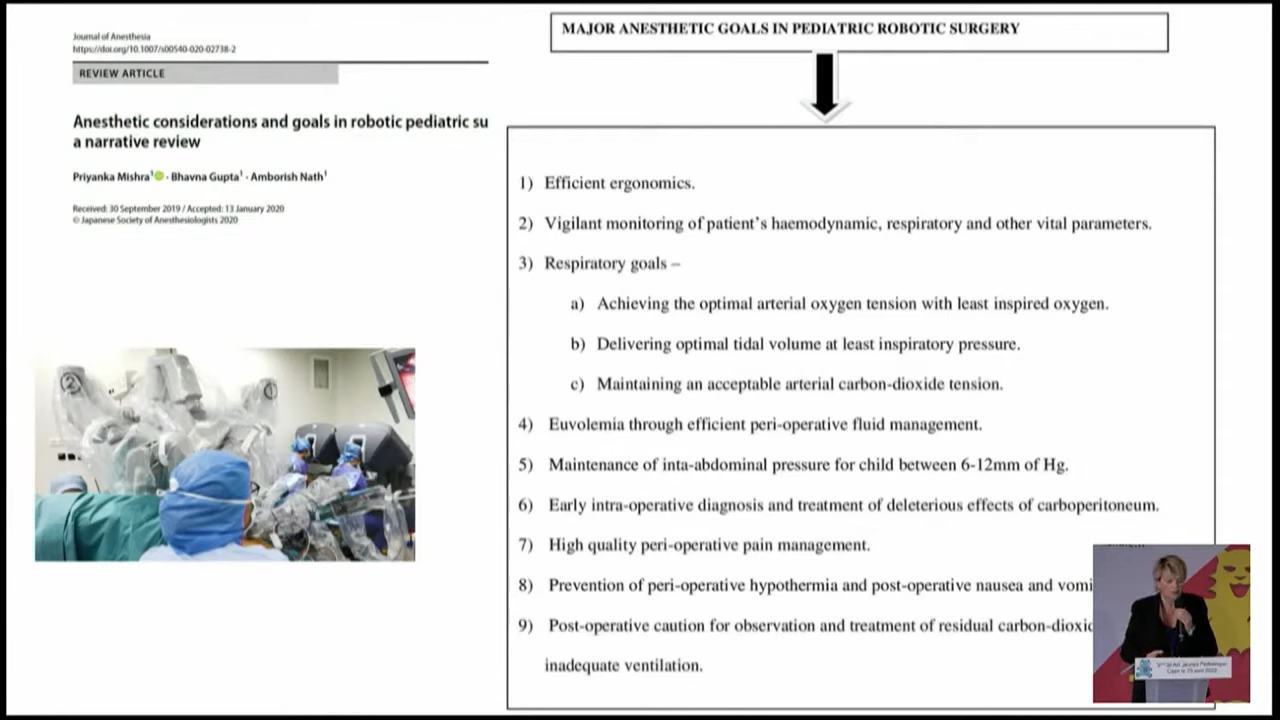 Journal of Anesthesia
https://doi.org/10.1007/s00540-020-02738-2
REVIEW ARTICLE
Anesthetic considerations and goals in robotic pediatric su
a narrative review
Priyanka Mishra¹ · Bhavna Gupta¹ · Amborish Nath¹
Received: 30 September 2019 / Accepted: 13 January 2020
© Japanese Society of Anesthesiologists 2020
MAJOR ANESTHETIC GOALS IN PEDIATRIC ROBOTIC SURGERY
1) Efficient ergonomics.
2) Vigilant monitoring of patient's haemodynamic, respiratory and other vital parameters.
3) Respiratory goals –
a) Achieving the optimal arterial oxygen tension with least inspired oxygen.
b) Delivering optimal tidal volume at least inspiratory pressure.
c) Maintaining an acceptable arterial carbon-dioxide tension.
4) Euvolemia through efficient peri-operative fluid management.
5) Maintenance of inta-abdominal pressure for child between 6-12mm of Hg.
6) Early intra-operative diagnosis and treatment of deleterious effects of carboperitoneum.
7) High quality peri-operative pain management.
8) Prevention of peri-operative hypothermia and post-operative nausea and vomi
9) Post-operative caution for observation and treatment of residual carbon-dioxid
inadequate ventilation.
2
1